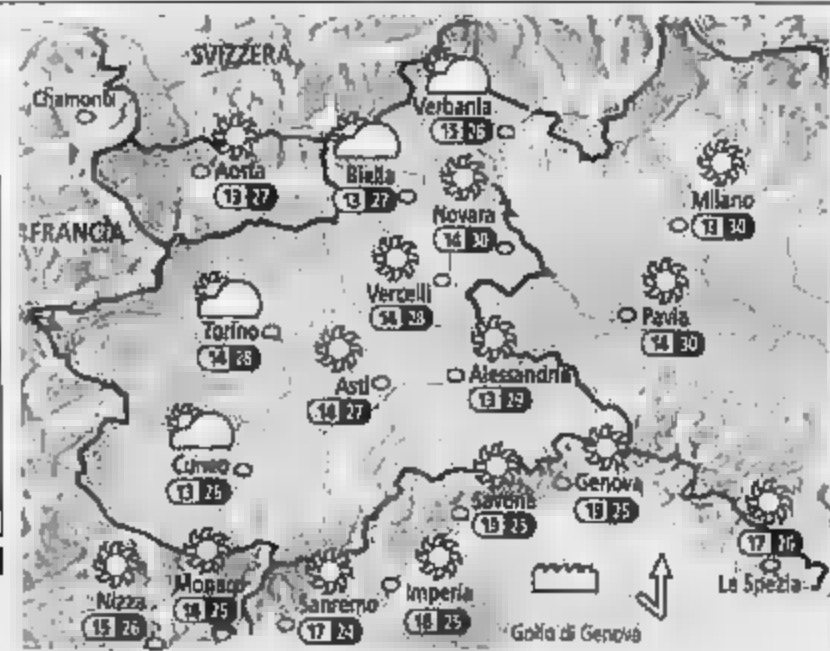 SVIZZERA
Chamonix
Verbania
13 26
Aosta
13 27
Biella
13 27
Milano
13 30
Novara
14 30
FRANCIA
Vercelli
14 28
Torino
14 28
Pavia
14 30
Asti
14 27
Alessandria
13 29
Cuneo
13 25
Savona
19 25
Genova
19 25
17 26
La Spezia
Nizza
15 26
Monaco
18 25
Sanremo
17 24
Imperia
18 25
Golfo di Genova